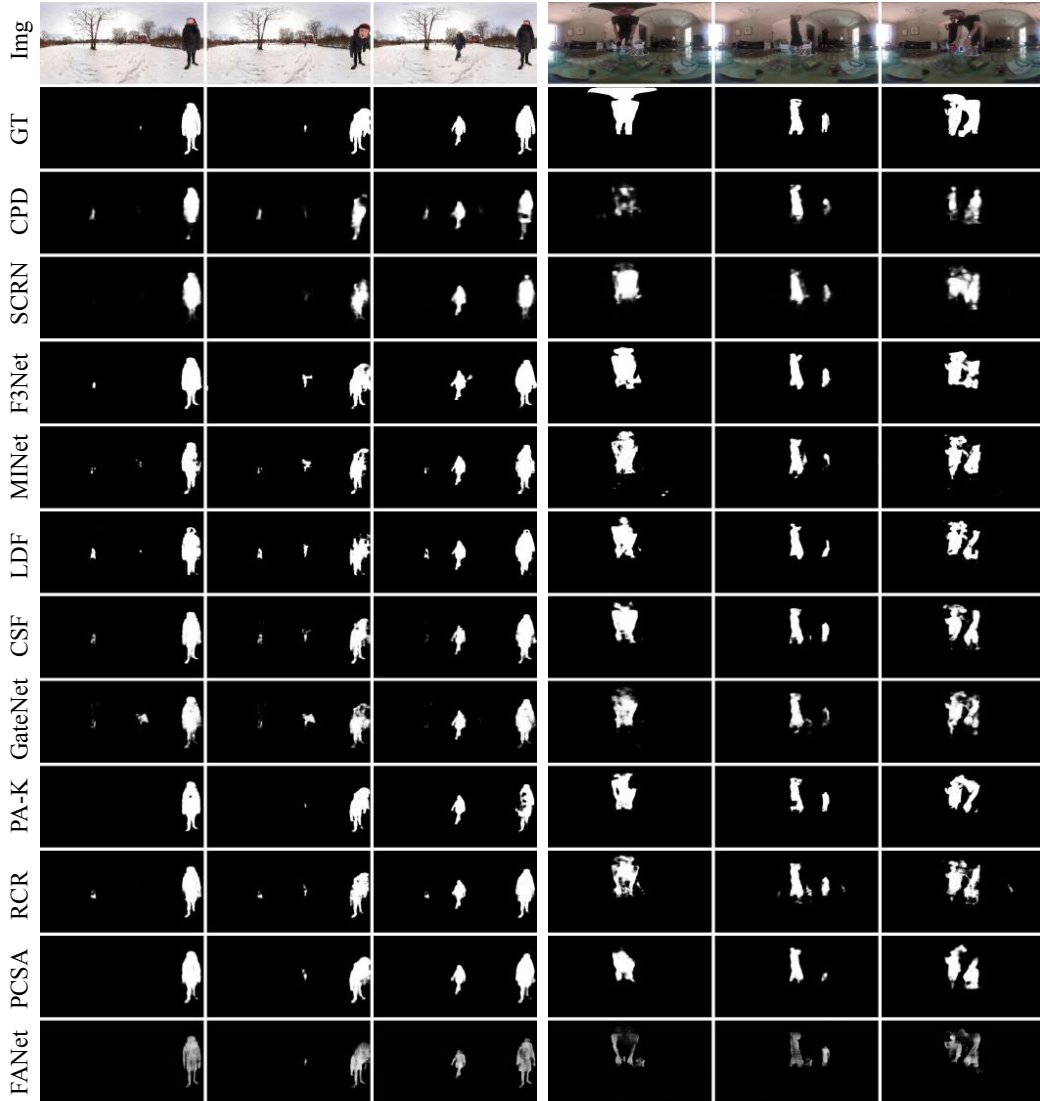 Img
GT
CPD
SCRN
F3Net
MINet
LDF
CSF
GateNet
PA-K
RCR
PCSA
FANet